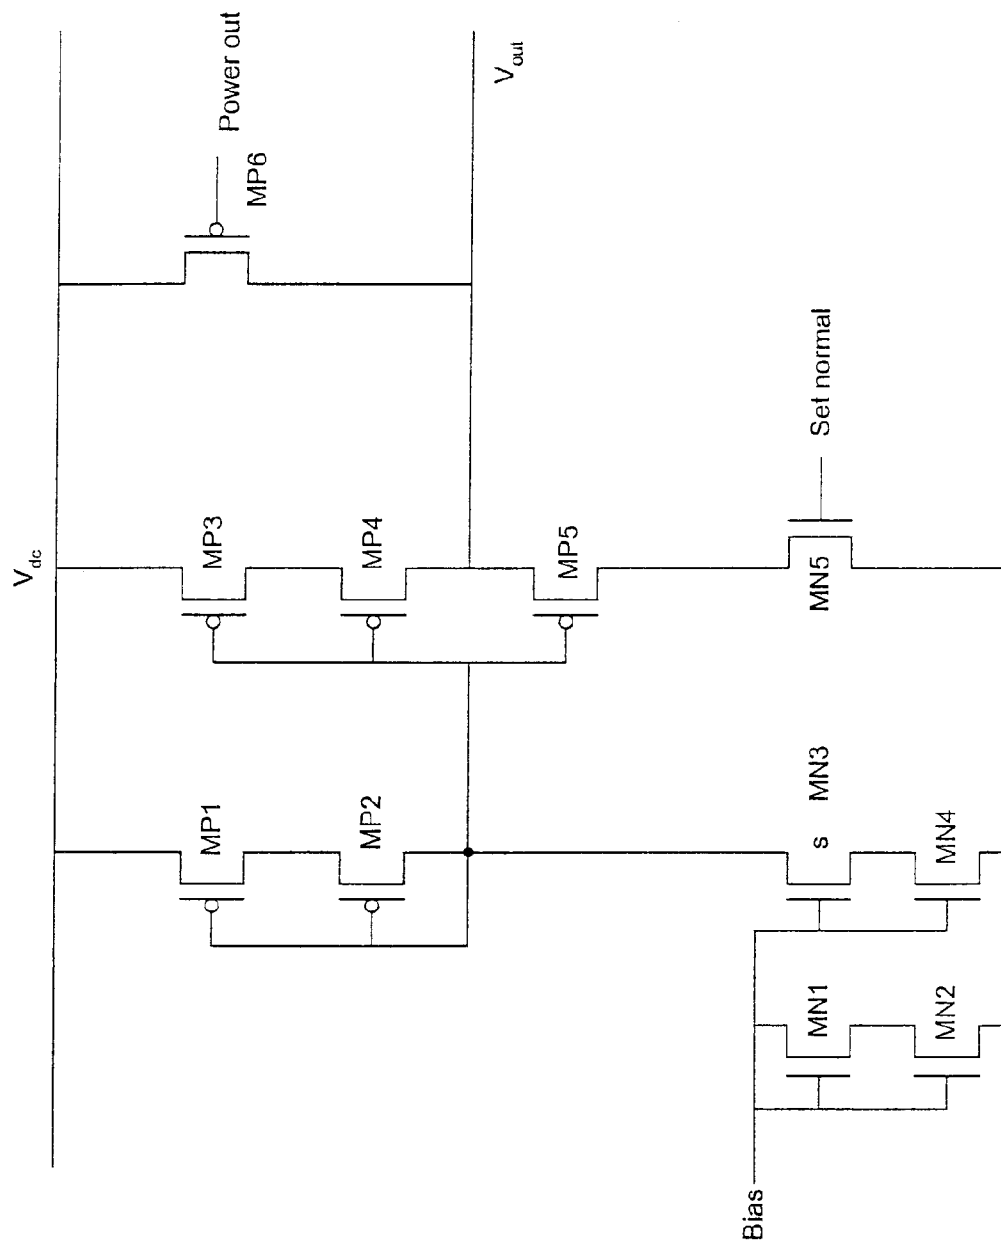 V_dc
Power out
MP6
V_out
MP3
MP4
MP5
Set normal
MN5
MP1
MP2
MN3
s
MN4
MN1
MN2
Bias